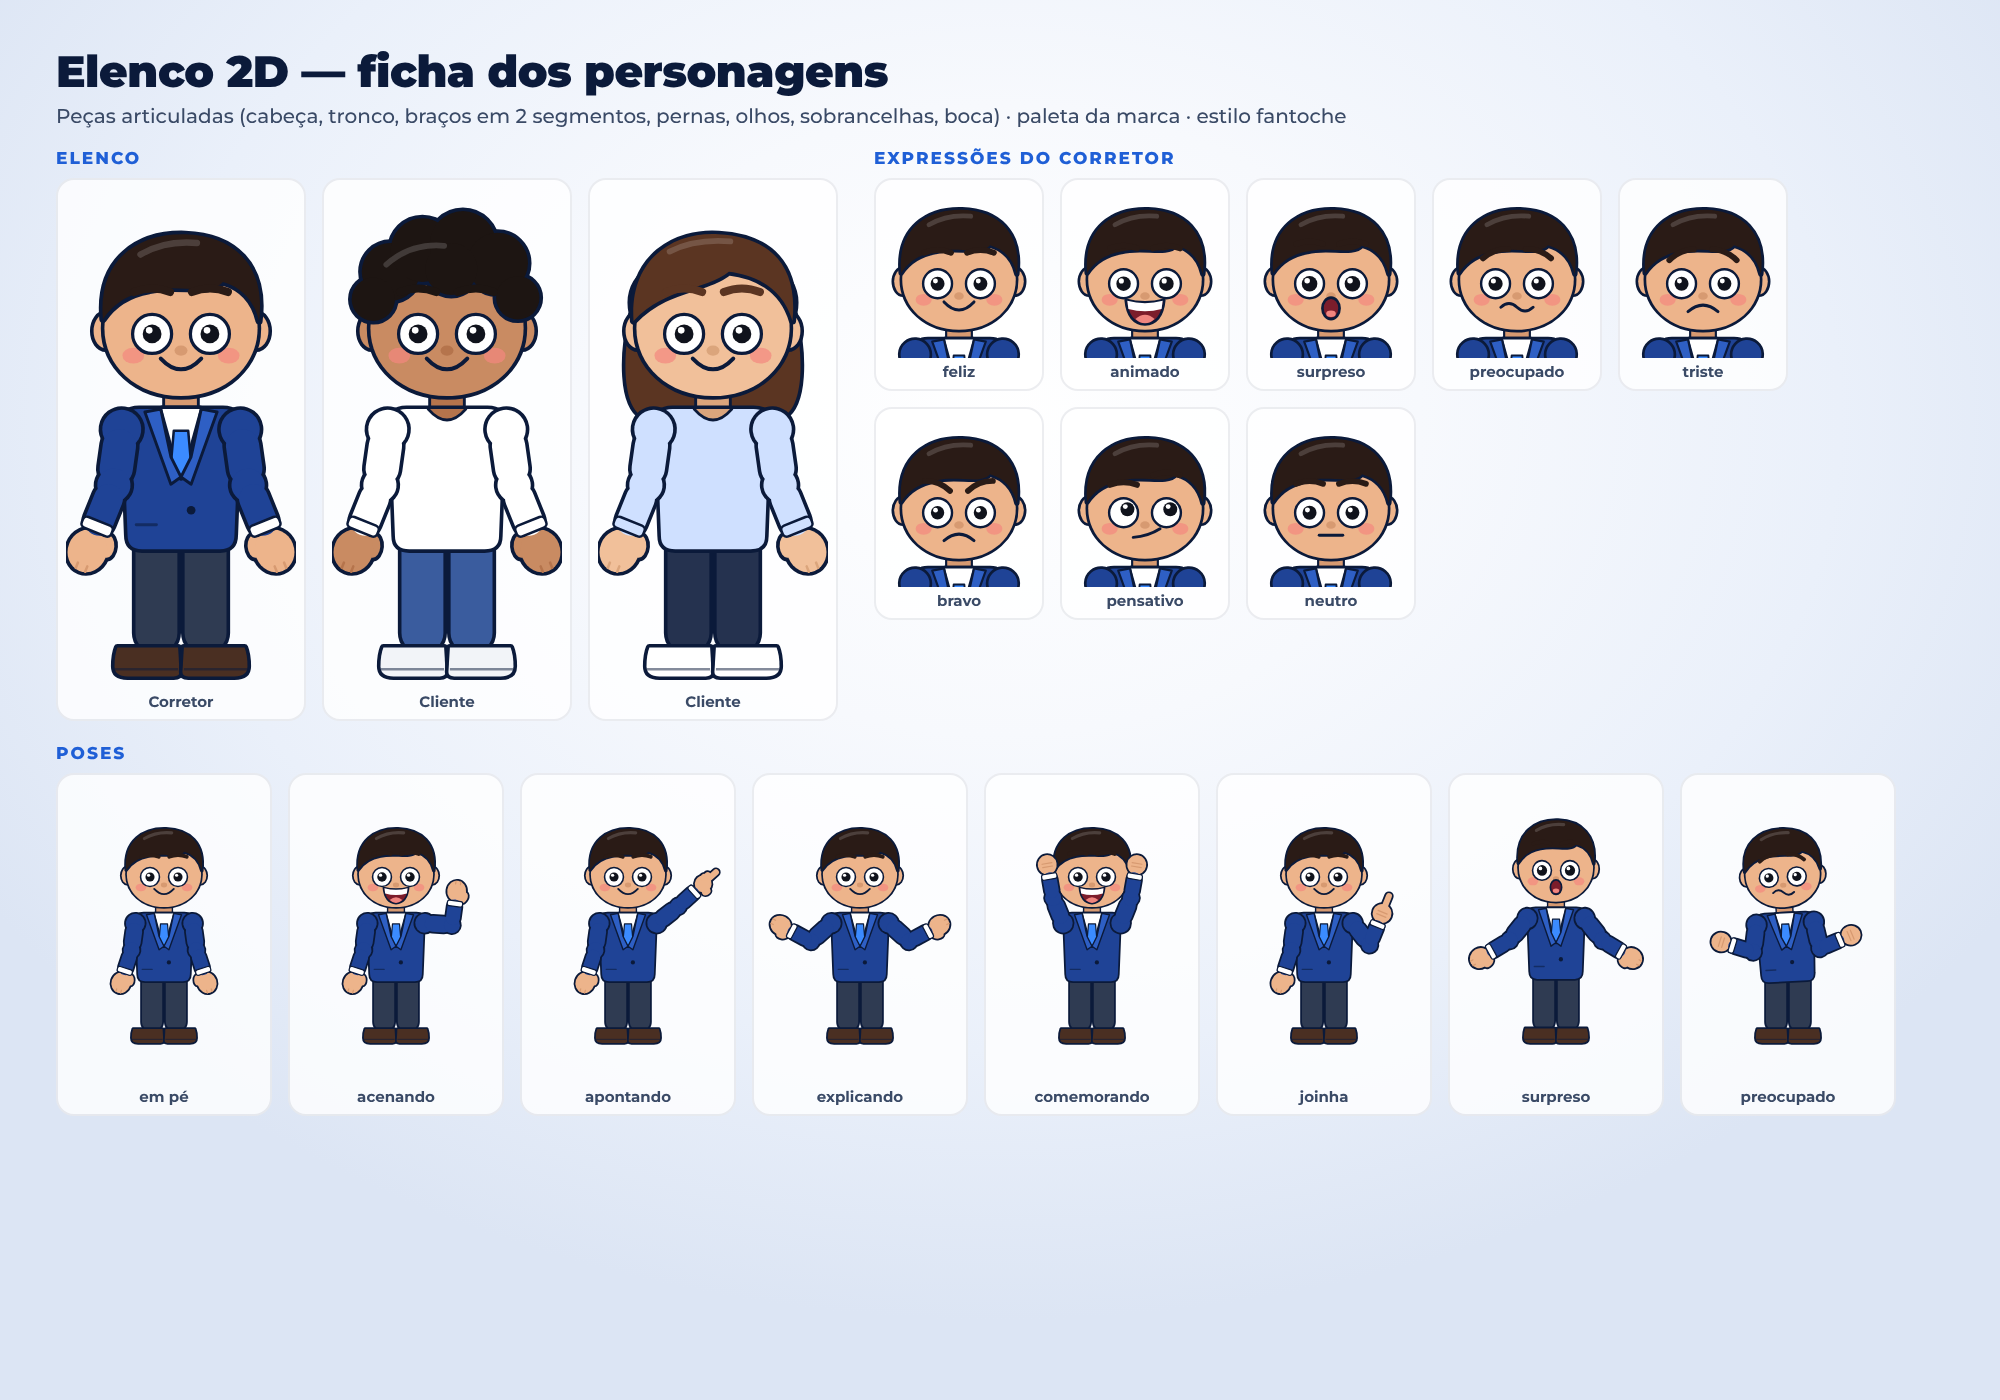 Elenco 2D — ficha dos personagens
Peças articuladas (cabeça, tronco, braços em 2 segmentos, pernas, olhos, sobrancelhas, boca) · paleta da marca · estilo fantoche
ELENCO
Corretor
Cliente
Cliente
EXPRESSÕES DO CORRETOR
feliz
animado
surpreso
preocupado
triste
bravo
pensativo
neutro
POSES
em pé
acenando
apontando
explicando
comemorando
joinha
surpreso
preocupado